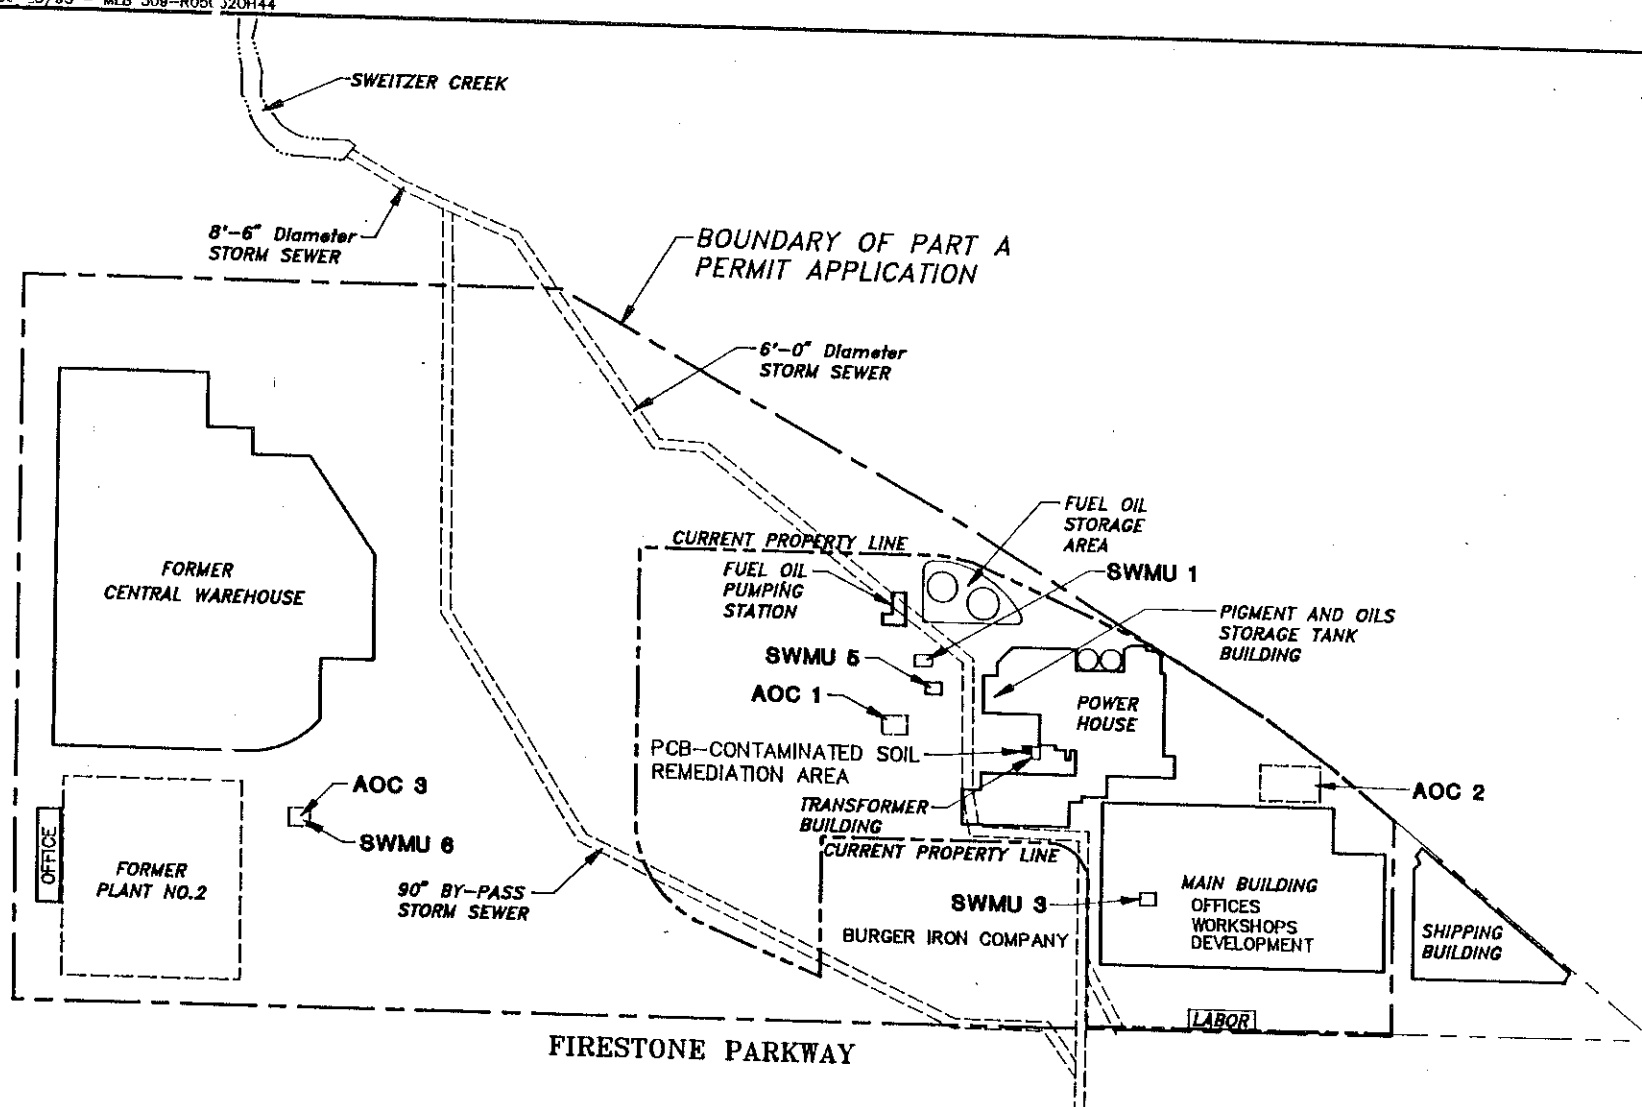 SWEITZER CREEK
8'-6" Diameter
STORM SEWER
BOUNDARY OF PART A
PERMIT APPLICATION
6'-0" Diameter
STORM SEWER
FUEL OIL
STORAGE
AREA
CURRENT PROPERTY LINE
FUEL OIL
PUMPING
STATION
SWMU 1
PIGMENT AND OILS
STORAGE TANK
BUILDING
FORMER
CENTRAL WAREHOUSE
SWMU 5
AOC 1
POWER
HOUSE
PCB-CONTAMINATED SOIL
REMEDIATION AREA
TRANSFORMER
BUILDING
AOC 2
AOC 3
SWMU 6
OFFICE
FORMER
PLANT NO.2
90" BY-PASS
STORM SEWER
CURRENT PROPERTY LINE
SWMU 3
BURGER IRON COMPANY
MAIN BUILDING
OFFICES
WORKSHOPS
DEVELOPMENT
SHIPPING
BUILDING
LABOR
FIRESTONE PARKWAY